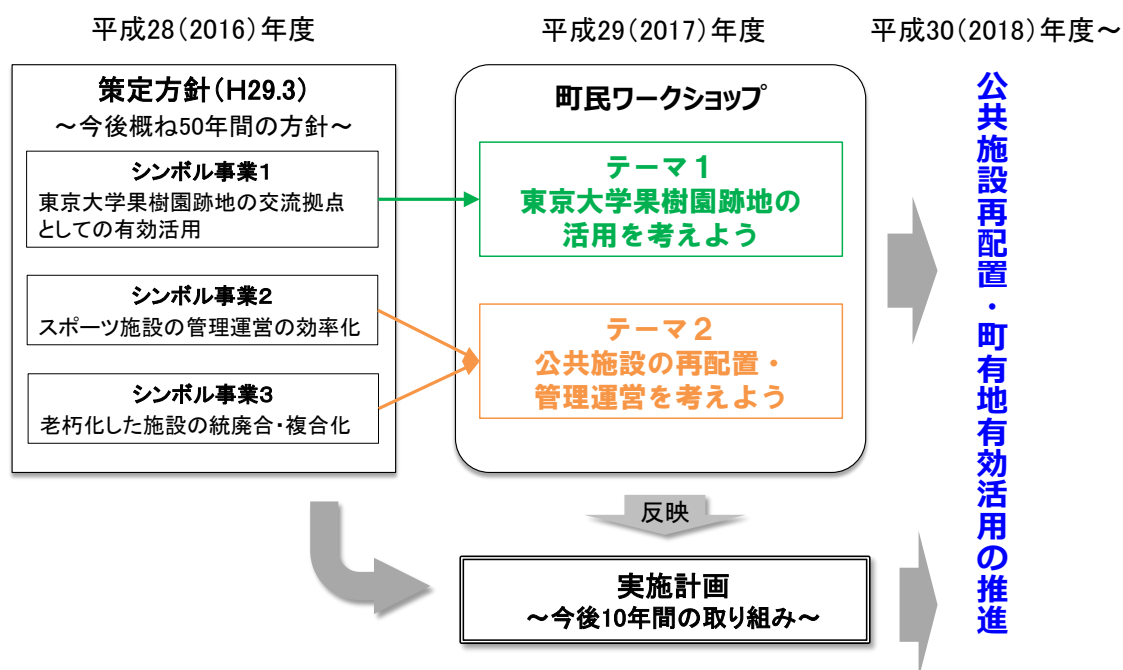 平成28(2016)年度
平成29(2017)年度
平成30(2018)年度～
策定方針(H29.3)
～今後概ね50年間の方針～
シンボル事業1
東京大学果樹園跡地の交流拠点
としての有効活用
シンボル事業2
スポーツ施設の管理運営の効率化
シンボル事業3
老朽化した施設の統廃合・複合化
町民ワークショップ
テーマ１
東京大学果樹園跡地の
活用を考えよう
テーマ２
公共施設の再配置・
管理運営を考えよう
反映
実施計画
～今後10年間の取り組み～
公共施設再配置・町有地有効活用の推進